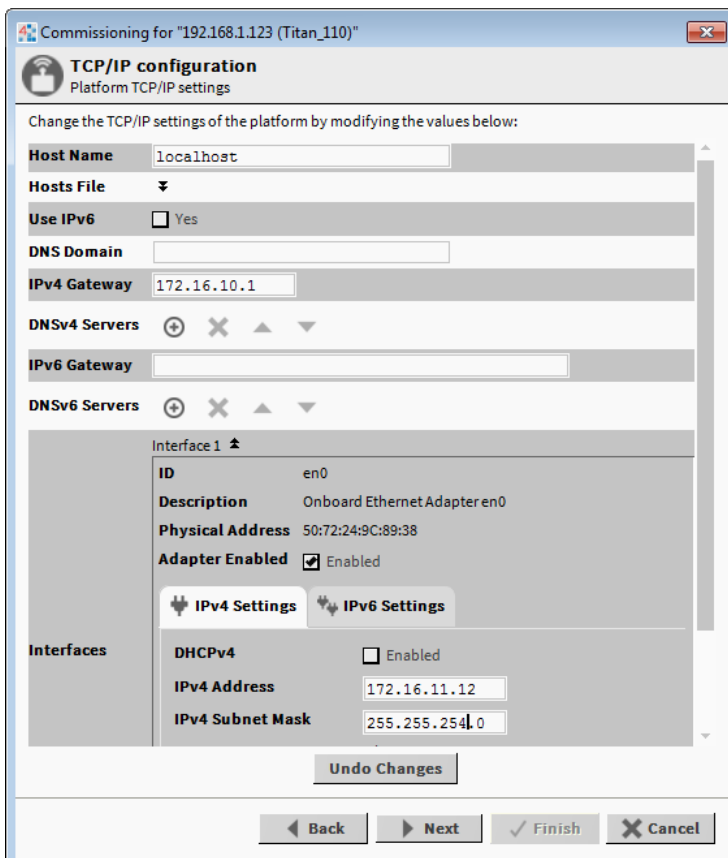 Commissioning for "192.168.1.123 (Titan_110)"
TCP/IP configuration
Platform TCP/IP settings
Change the TCP/IP settings of the platform by modifying the values below:
Host Name localhost
Hosts File
Use IPv6 Yes
DNS Domain
IPv4 Gateway 172.16.10.1
DNSv4 Servers
IPv6 Gateway
DNSv6 Servers
Interface 1
ID en0
Description Onboard Ethernet Adapter en0
Physical Address 50:72:24:9C:89:38
Adapter Enabled Enabled
IPv4 Settings IPv6 Settings
Interfaces
DHCPv4 Enabled
IPv4 Address 172.16.11.12
IPv4 Subnet Mask 255.255.254.0
Undo Changes
Back Next Finish Cancel